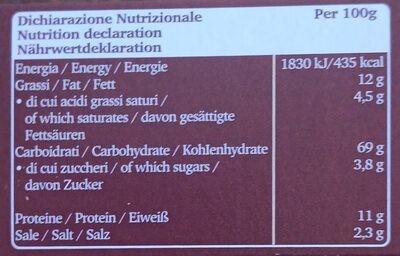 Dichiarazione Nutrizionale Per 100g
Nutrition declaration
Nährwertdeklaration
Energia / Energy / Energie 1830 kJ/435 kcal
Grassi / Fat / Fett 12 g
• di cui acidi grassi saturi / 4,5 g
of which saturates / davon gesättigte
Fettsäuren
Carboidrati / Carbohydrate / Kohlenhydrate 69 g
• di cui zuccheri / of which sugars / 3,8 g
davon Zucker
Proteine / Protein / Eiweiß 11 g
Sale / Salt / Salz 2,3 g